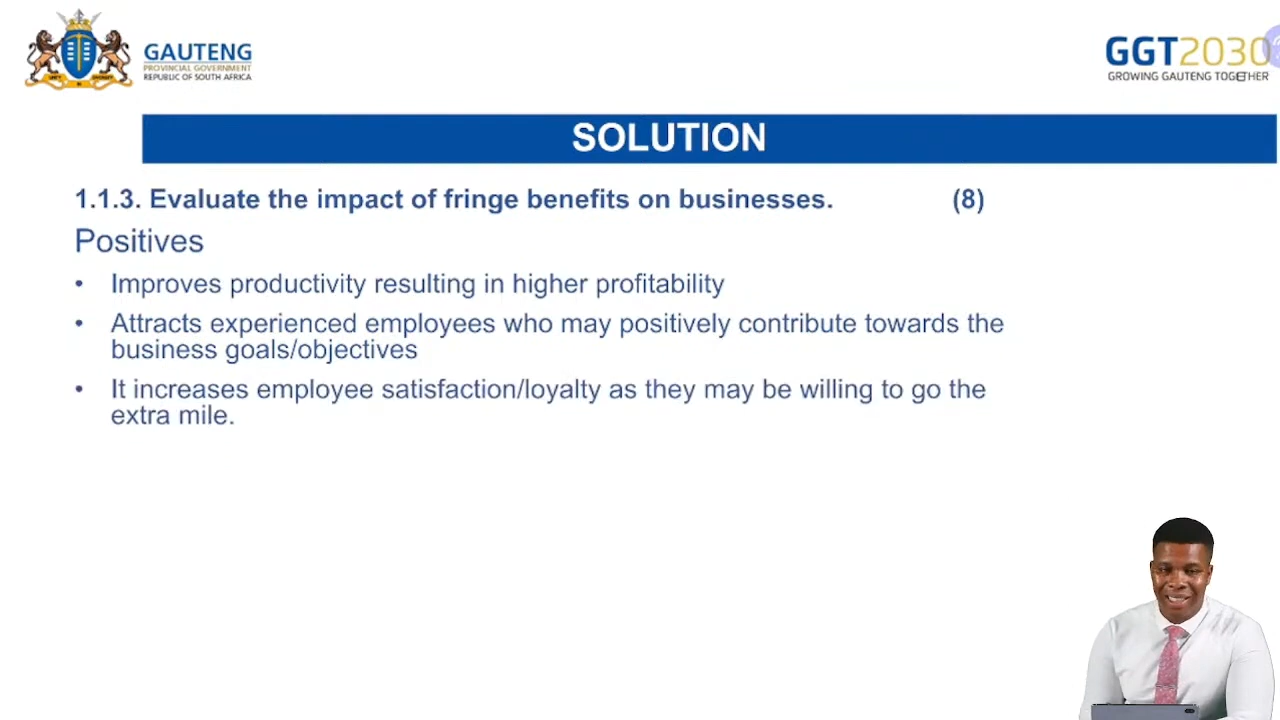 GAUTENG
PROVINCIAL GOVERNMENT
REPUBLIC OF SOUTH AFRICA
GGT2030
GROWING GAUTENG TOGETHER
SOLUTION
1.1.3. Evaluate the impact of fringe benefits on businesses. (8)
Positives
• Improves productivity resulting in higher profitability
• Attracts experienced employees who may positively contribute towards the
business goals/objectives
• It increases employee satisfaction/loyalty as they may be willing to go the
extra mile.